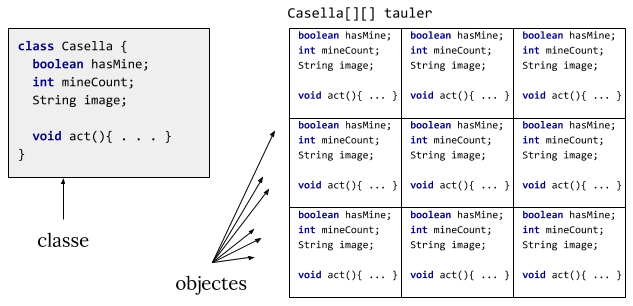 class Casella {
boolean hasMine;
int mineCount;
String image;
void act(){ . . . }
}
classe
objectes
Casella[][] tauler
boolean hasMine; boolean hasMine; boolean hasMine;
int mineCount; int mineCount; int mineCount;
String image; String image; String image;
void act(){ ... } void act(){ ... } void act(){ ... }
boolean hasMine; boolean hasMine; boolean hasMine;
int mineCount; int mineCount; int mineCount;
String image; String image; String image;
void act(){ ... } void act(){ ... } void act(){ ... }
boolean hasMine; boolean hasMine; boolean hasMine;
int mineCount; int mineCount; int mineCount;
String image; String image; String image;
void act(){ ... } void act(){ ... } void act(){ ... }